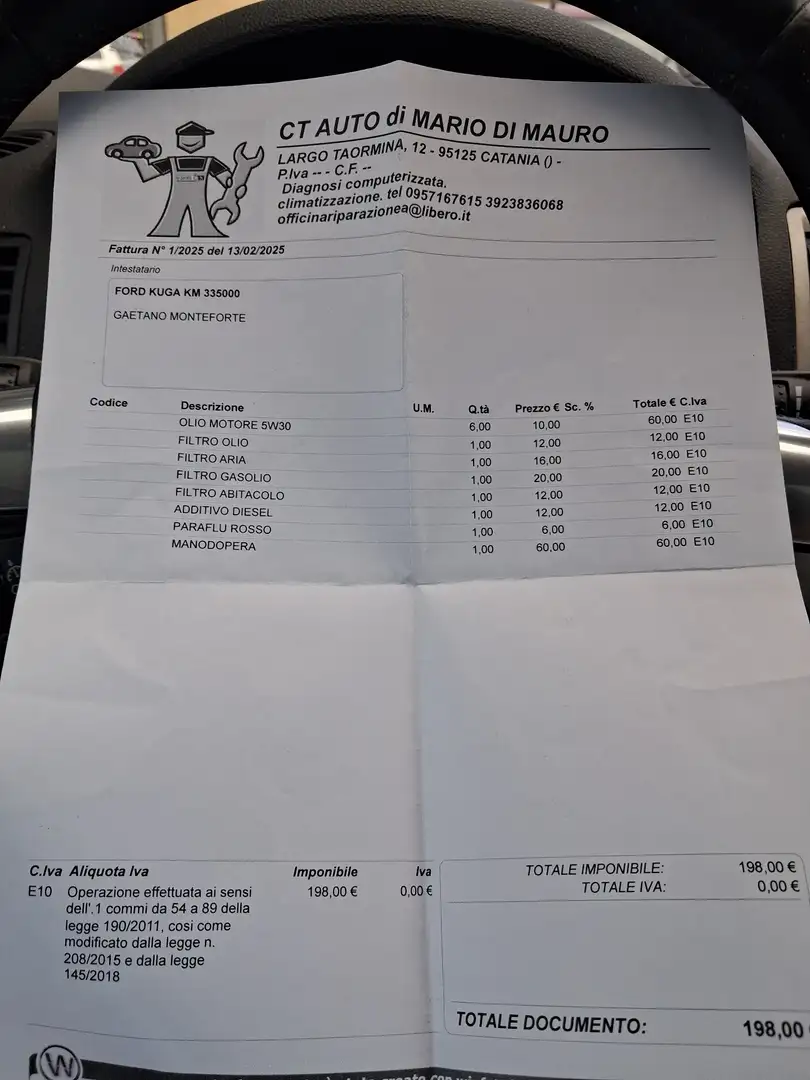 CT AUTO di MARIO DI MAURO
LARGO TAORMINA, 12 - 95125 CATANIA () -
P.Iva -- - C.F. --
Diagnosi computerizzata.
climatizzazione. tel 0957167615 3923836068
officinariparazionea@libero.it
Fattura N° 1/2025 del 13/02/2025
Intestatario
FORD KUGA KM 335000
GAETANO MONTEFORTE
Codice Descrizione U.M. Q.tà Prezzo € Sc. % Totale € C.Iva
OLIO MOTORE 5W30 6,00 10,00 60,00 E10
FILTRO OLIO 1,00 12,00 12,00 E10
FILTRO ARIA 1,00 16,00 16,00 E10
FILTRO GASOLIO 1,00 20,00 20,00 E10
FILTRO ABITACOLO 1,00 12,00 12,00 E10
ADDITIVO DIESEL 1,00 12,00 12,00 E10
PARAFLU ROSSO 1,00 6,00 6,00 E10
MANODOPERA 1,00 60,00 60,00 E10
C.Iva Aliquota Iva Imponibile Iva
E10 Operazione effettuata ai sensi 198,00 € 0,00 €
dell'.1 commi da 54 a 89 della
legge 190/2011, cosi come
modificato dalla legge n.
208/2015 e dalla legge
145/2018
TOTALE IMPONIBILE: 198,00 €
TOTALE IVA: 0,00 €
TOTALE DOCUMENTO: 198,00
W